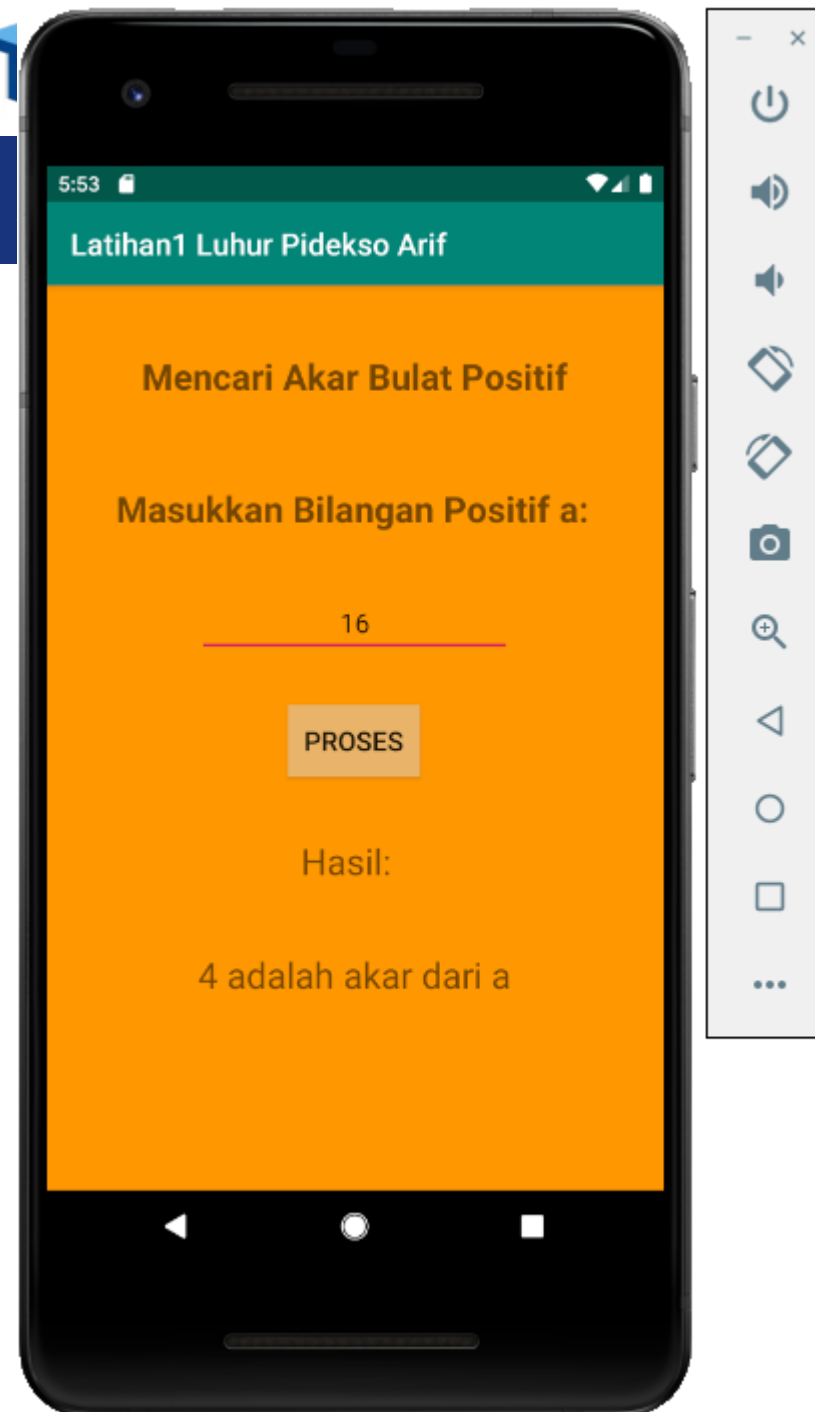 5:53
Latihan1 Luhur Pidekso Arif
Mencari Akar Bulat Positif
Masukkan Bilangan Positif a:
16
PROSES
Hasil:
4 adalah akar dari a